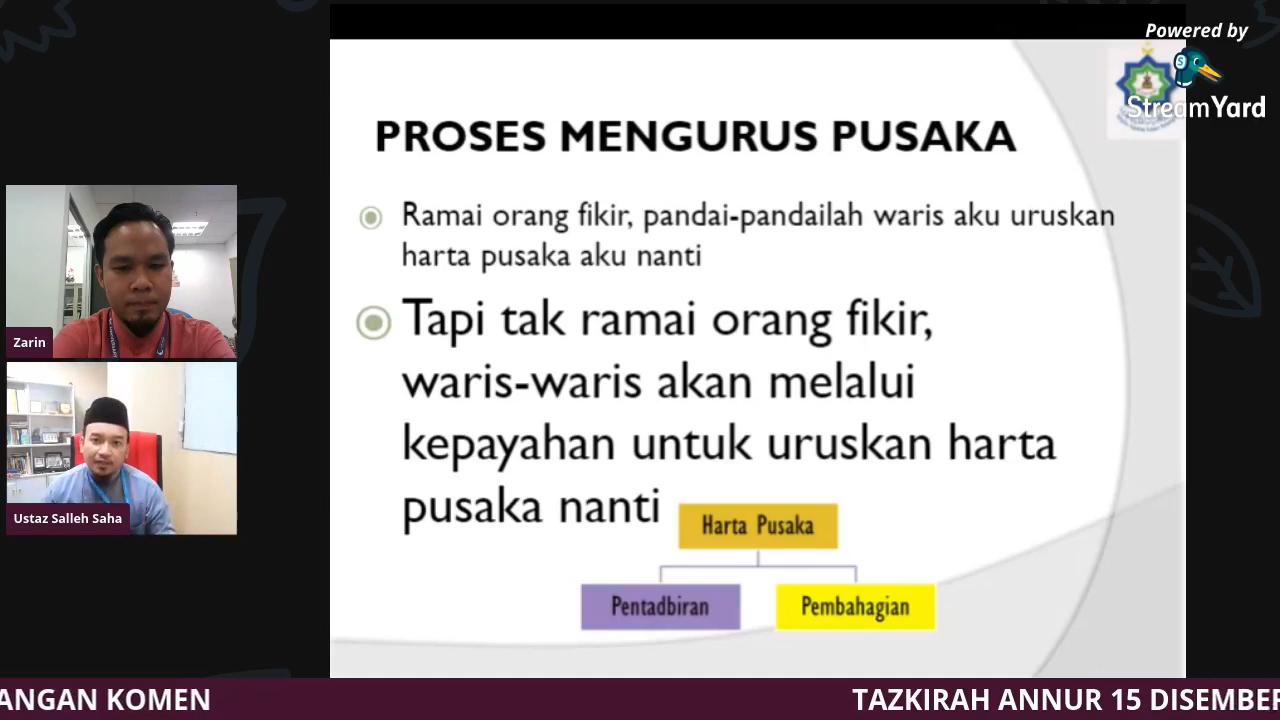 Powered by
StreamYard
PROSES MENGURUS PUSAKA
Ramai orang fikir, pandai-pandailah waris aku uruskan
harta pusaka aku nanti
Tapi tak ramai orang fikir,
waris-waris akan melalui
kepayahan untuk uruskan harta
pusaka nanti
Harta Pusaka
Pentadbiran
Pembahagian
Zarin
Ustaz Salleh Saha
ANGAN KOMEN
TAZKIRAH ANNUR 15 DISEMBER